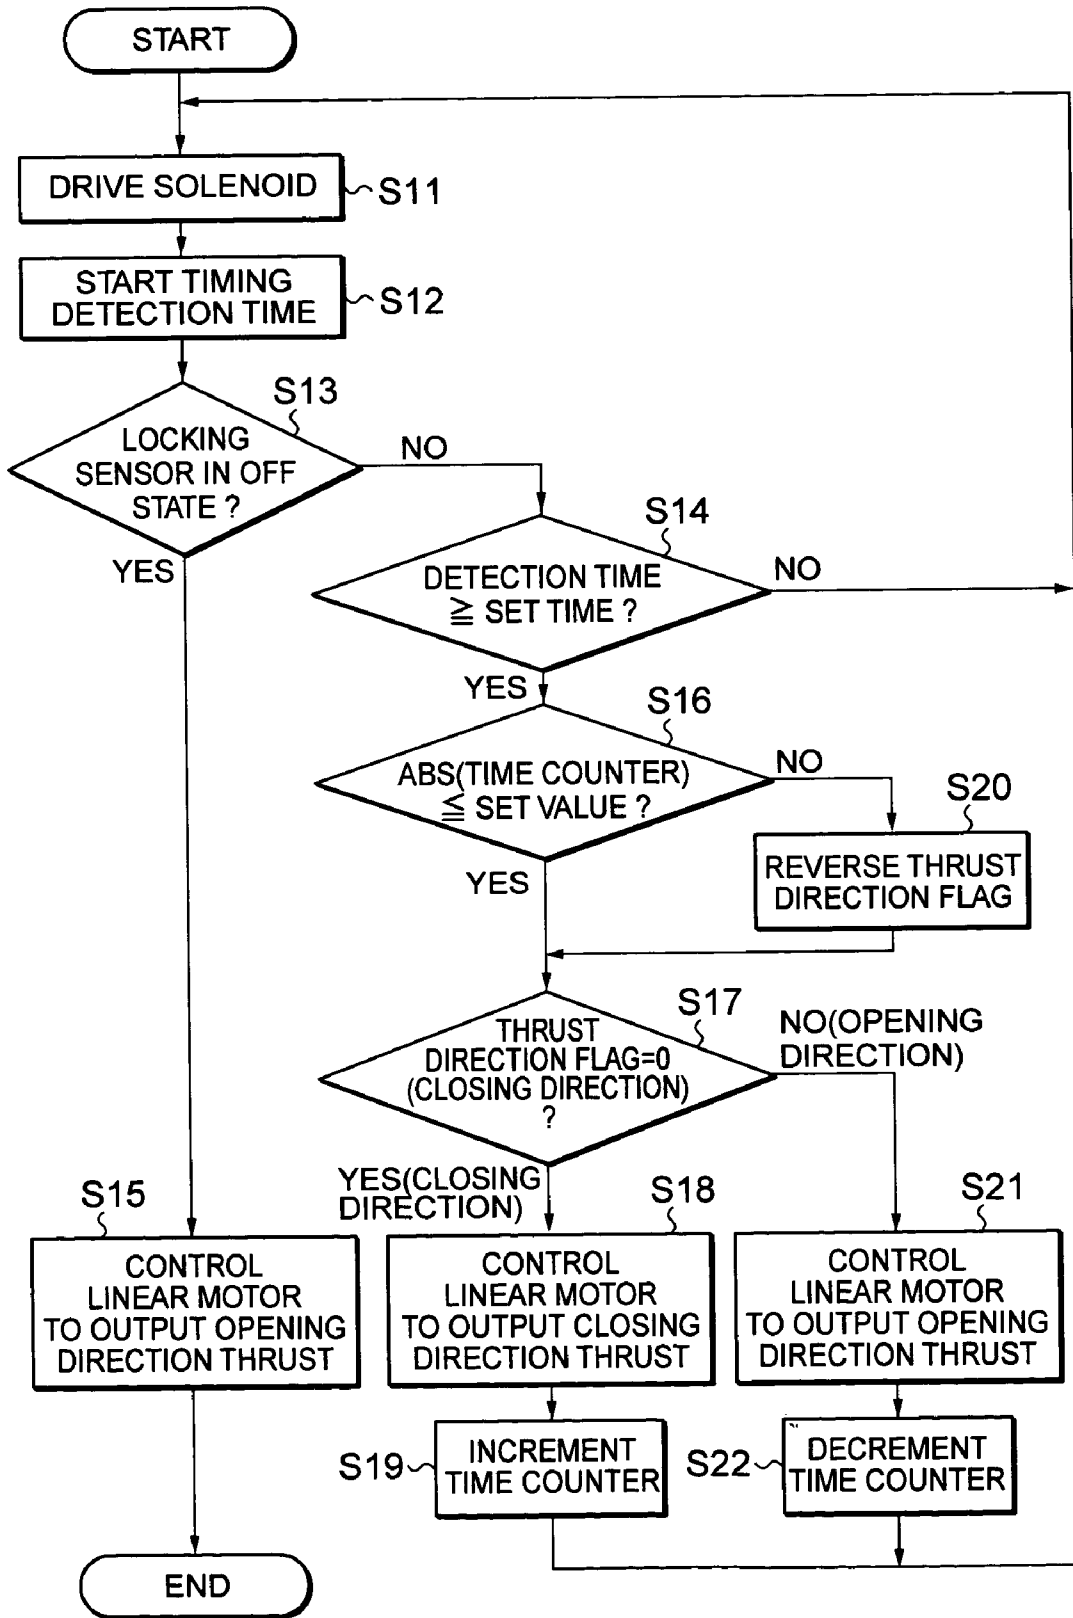 START
DRIVE SOLENOID
S11
START TIMING
DETECTION TIME
S12
S13
LOCKING
SENSOR IN OFF
STATE ?
NO
YES
S14
DETECTION TIME
≧ SET TIME ?
NO
YES
S16
ABS(TIME COUNTER)
≦ SET VALUE ?
NO
YES
S20
REVERSE THRUST
DIRECTION FLAG
S17
THRUST
DIRECTION FLAG=0
(CLOSING DIRECTION)
?
NO(OPENING
DIRECTION)
YES(CLOSING
DIRECTION)
S15
CONTROL
LINEAR MOTOR
TO OUTPUT OPENING
DIRECTION THRUST
S18
CONTROL
LINEAR MOTOR
TO OUTPUT CLOSING
DIRECTION THRUST
S21
CONTROL
LINEAR MOTOR
TO OUTPUT OPENING
DIRECTION THRUST
S19
INCREMENT
TIME COUNTER
S22
DECREMENT
TIME COUNTER
END